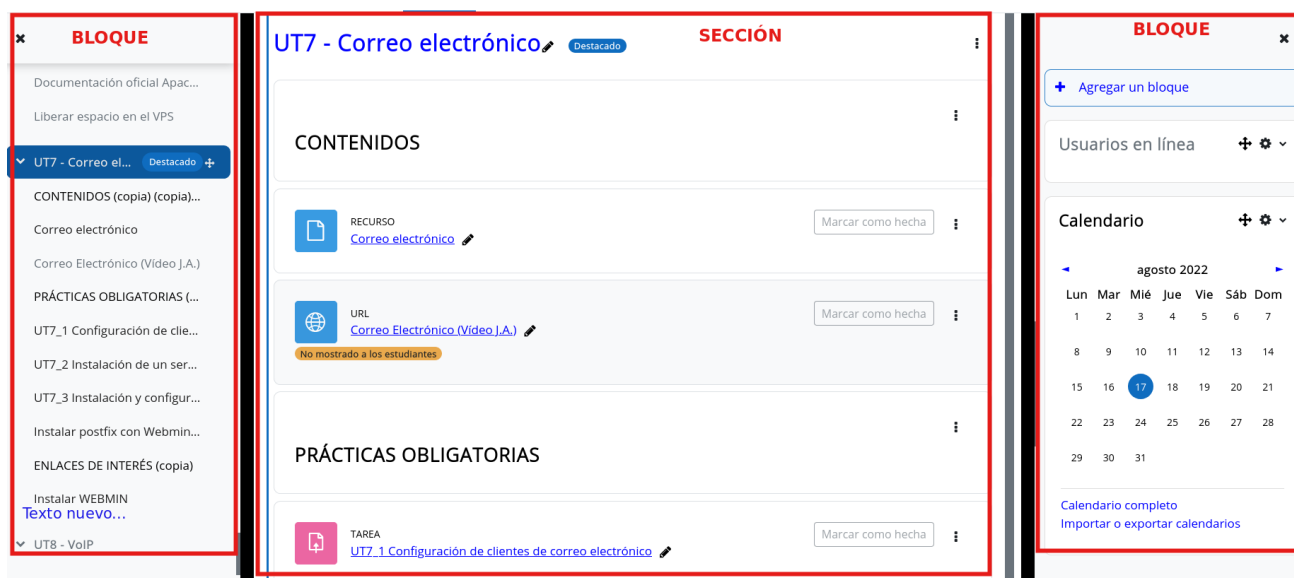 BLOQUE
Documentación oficial Apac...
Liberar espacio en el VPS
UT7 - Correo el... Destacado
CONTENIDOS (copia) (copia)...
Correo electrónico
Correo Electrónico (Vídeo J.A.)
PRÁCTICAS OBLIGATORIAS (...
UT7_1 Configuración de clie...
UT7_2 Instalación de un ser...
UT7_3 Instalación y configur...
Instalar postfix con Webmin...
ENLACES DE INTERÉS (copia)
Instalar WEBMIN
Texto nuevo...
UT8 - VoIP
SECCIÓN
UT7 - Correo electrónico Destacado
CONTENIDOS
RECURSO
Correo electrónico
Marcar como hecha
URL
Correo Electrónico (Vídeo J.A.)
Marcar como hecha
No mostrado a los estudiantes
PRÁCTICAS OBLIGATORIAS
TAREA
UT7_1 Configuración de clientes de correo electrónico
Marcar como hecha
BLOQUE
Agregar un bloque
Usuarios en línea
Calendario
agosto 2022
Lun Mar Mié Jue Vie Sáb Dom
1 2 3 4 5 6 7
8 9 10 11 12 13 14
15 16 17 18 19 20 21
22 23 24 25 26 27 28
29 30 31
Calendario completo
Importar o exportar calendarios